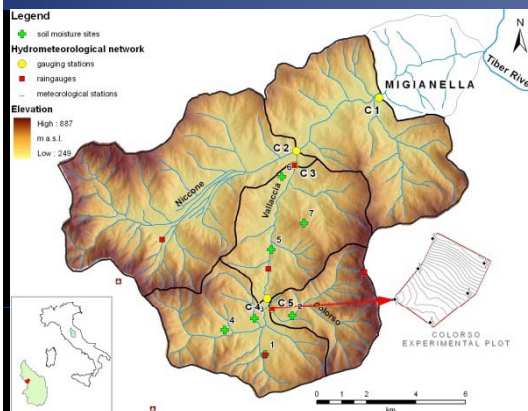 Legend
soil moisture sites
Hydrometeorological network
gauging stations
raingauges
meteorological stations
Elevation
High : 887
m a.s.l.
Low : 249
N
Tiber River
MIGIANELLA
C 1
C 2
6
C 3
Niccone
Vallaccia
7
5
C 4
C 5
3
2
Colorso
4
1
COLORSO
EXPERIMENTAL PLOT
0 1 2 4 6
km